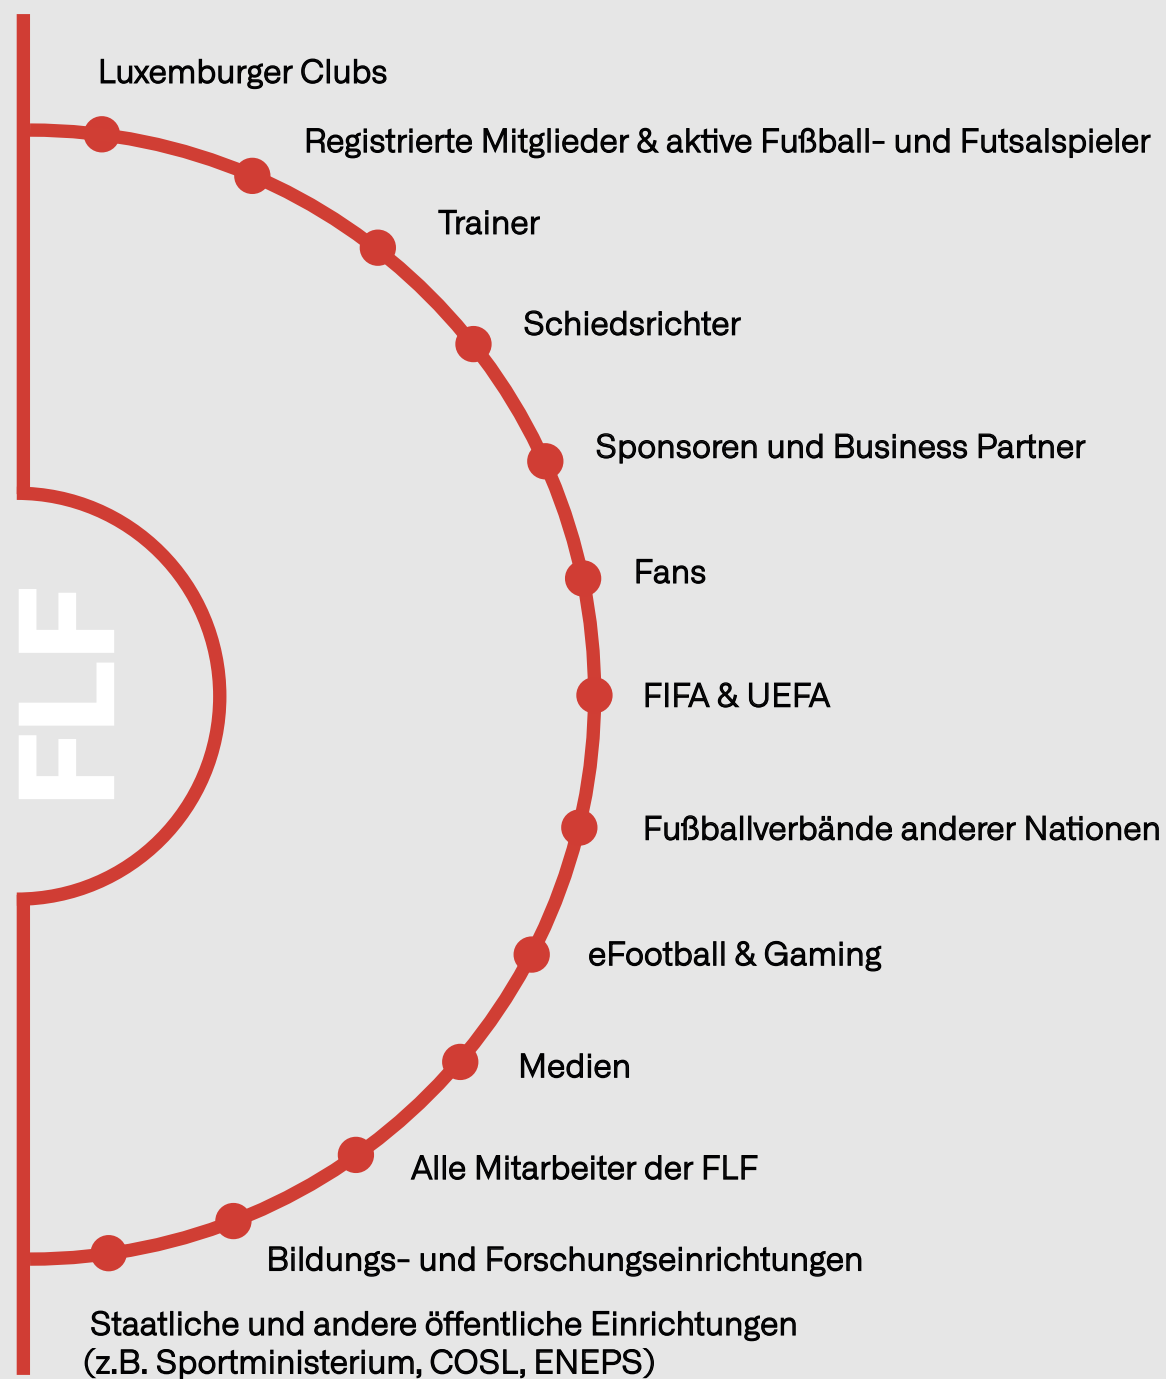 Luxemburger Clubs
Registrierte Mitglieder & aktive Fußball- und Futsalspieler
Trainer
Schiedsrichter
Sponsoren und Business Partner
Fans
FLF
FIFA & UEFA
Fußballverbände anderer Nationen
eFootball & Gaming
Medien
Alle Mitarbeiter der FLF
Bildungs- und Forschungseinrichtungen
Staatliche und andere öffentliche Einrichtungen
(z.B. Sportministerium, COSL, ENEPS)